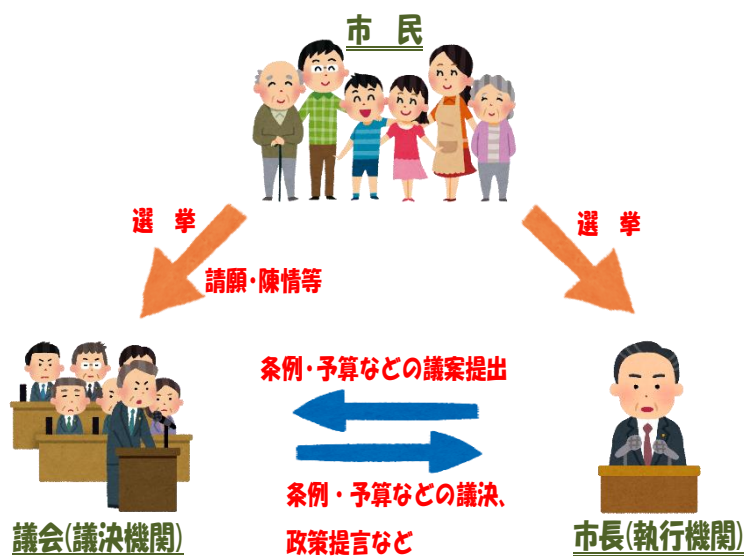 市　民
選　挙
選　挙
請願・陳情等
条例・予算などの議案提出
条例・予算などの議決、
政策提言など
議会(議決機関)
市長(執行機関)